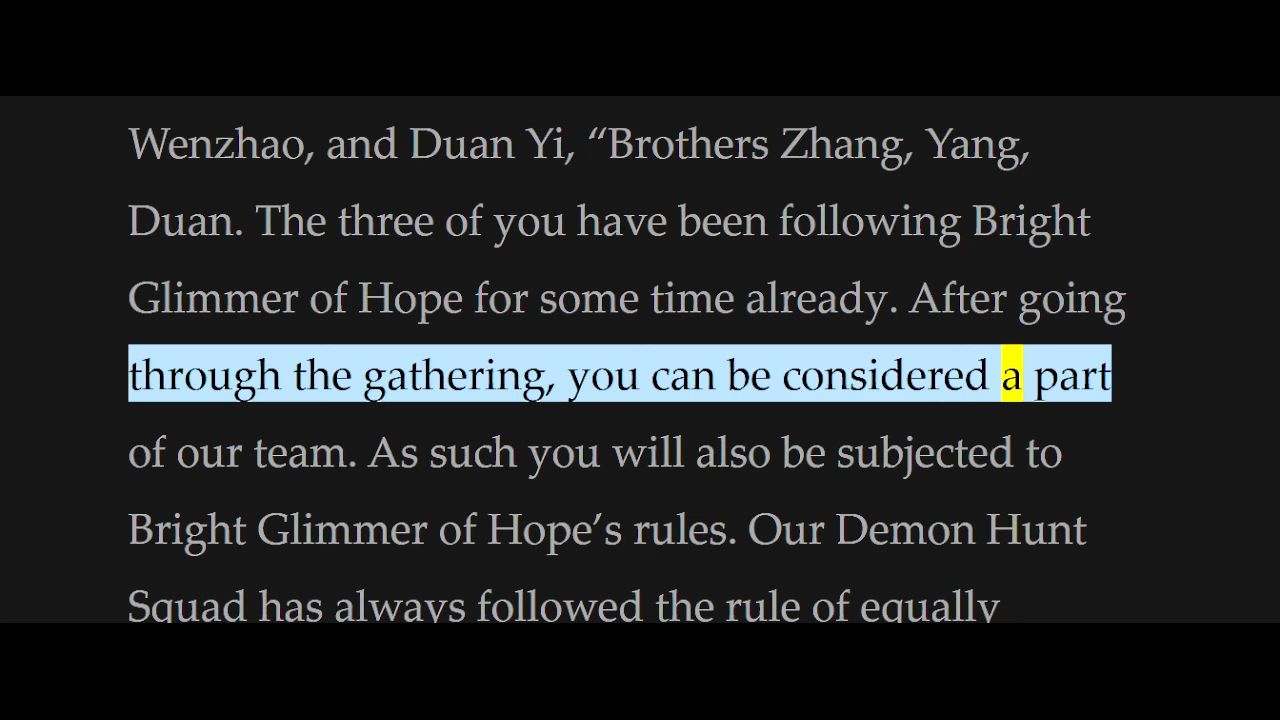 Wenzhao, and Duan Yi, “Brothers Zhang, Yang,
Duan. The three of you have been following Bright
Glimmer of Hope for some time already. After going
through the gathering, you can be considered a part
of our team. As such you will also be subjected to
Bright Glimmer of Hope’s rules. Our Demon Hunt
Squad has always followed the rule of equally